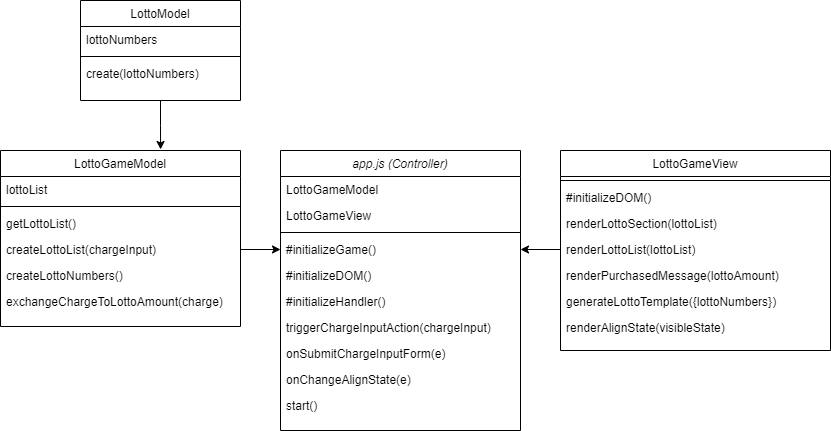 LottoModel
lottoNumbers
create(lottoNumbers)
LottoGameModel
lottoList
getLottoList()
createLottoList(chargeInput)
createLottoNumbers()
exchangeChargeToLottoAmount(charge)
app.js (Controller)
LottoGameModel
LottoGameView
#initializeGame()
#initializeDOM()
#initializeHandler()
triggerChargeInputAction(chargeInput)
onSubmitChargeInputForm(e)
onChangeAlignState(e)
start()
LottoGameView
#initializeDOM()
renderLottoSection(lottoList)
renderLottoList(lottoList)
renderPurchasedMessage(lottoAmount)
generateLottoTemplate({lottoNumbers})
renderAlignState(visibleState)